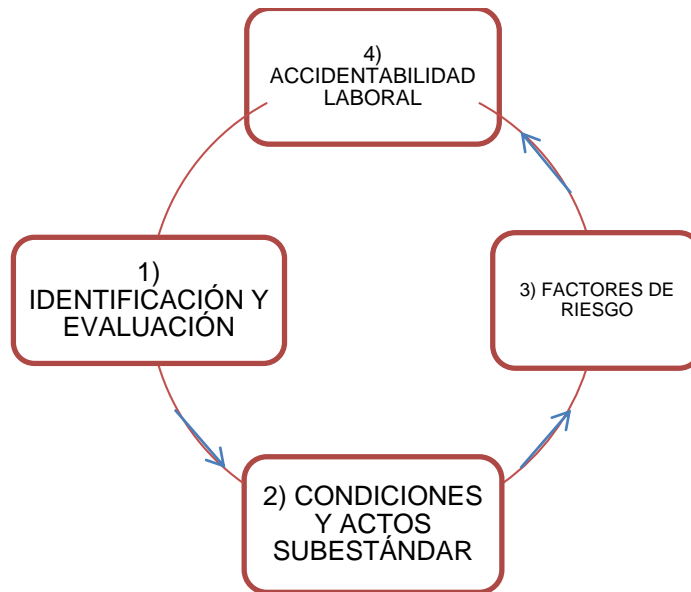 4)
ACCIDENTABILIDAD
LABORAL
1)
IDENTIFICACIÓN Y
EVALUACIÓN
3) FACTORES DE
RIESGO
2) CONDICIONES
Y ACTOS
SUBESTÁNDAR